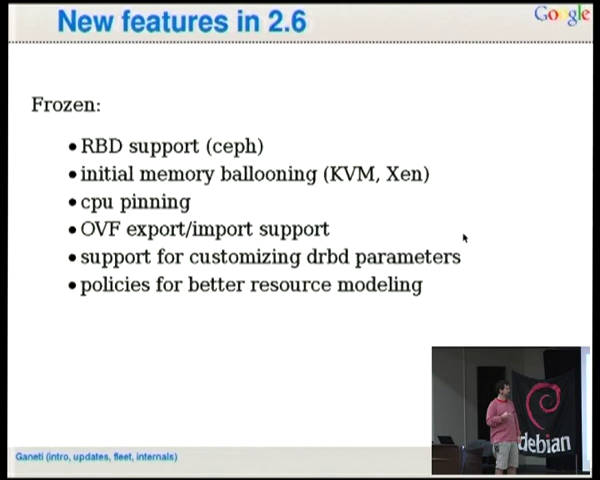 New features in 2.6
Google
Frozen:
• RBD support (ceph)
• initial memory ballooning (KVM, Xen)
• cpu pinning
• OVF export/import support
• support for customizing drbd parameters
• policies for better resource modeling
debian
Ganeti (intro, updates, fleet, internals)